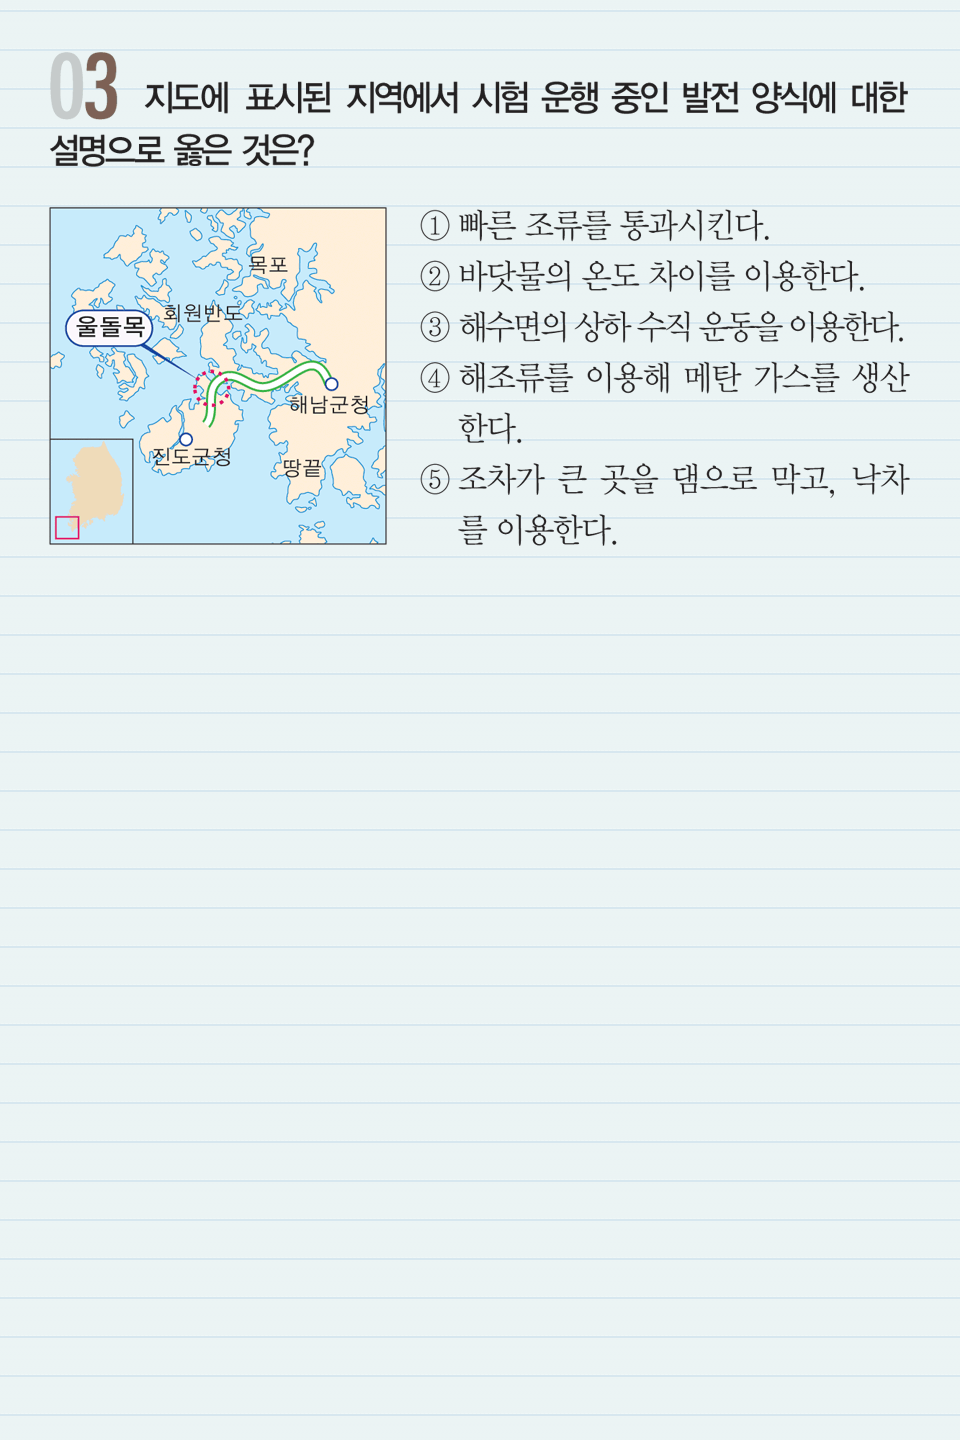 03 지도에 표시된 지역에서 시험 운행 중인 발전 양식에 대한
설명으로 옳은 것은?
목포
회원반도
울돌목
해남군청
진도군청
땅끝
① 빠른 조류를 통과시킨다.
② 바닷물의 온도 차이를 이용한다.
③ 해수면의 상하 수직 운동을 이용한다.
④ 해조류를 이용해 메탄 가스를 생산
한다.
⑤ 조차가 큰 곳을 댐으로 막고, 낙차
를 이용한다.